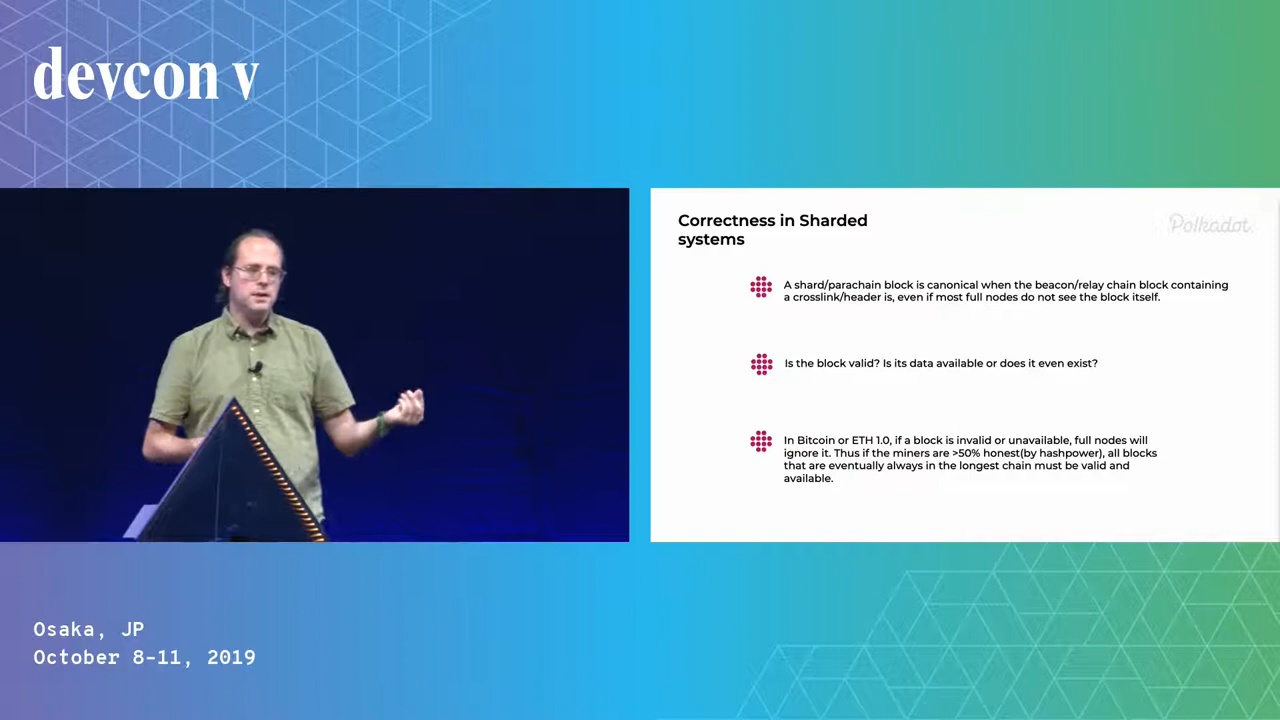 devcon v
Correctness in Sharded
systems
Polkadot.
A shard/parachain block is canonical when the beacon/relay chain block containing
a crosslink/header is, even if most full nodes do not see the block itself.
Is the block valid? Is its data available or does it even exist?
In Bitcoin or ETH 1.0, if a block is invalid or unavailable, full nodes will
ignore it. Thus if the miners are >50% honest(by hashpower), all blocks
that are eventually always in the longest chain must be valid and
available.
Osaka, JP
October 8-11, 2019